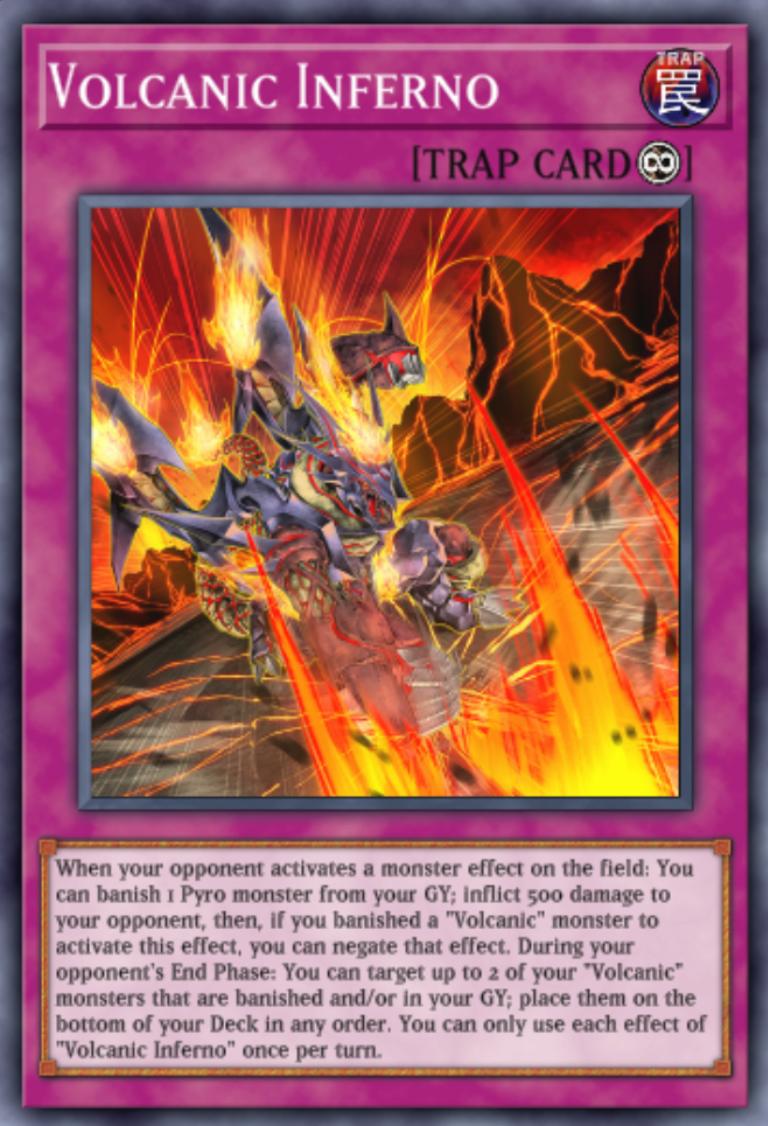 VOLCANIC INFERNO
TRAP
罠
[TRAP CARD∞]
When your opponent activates a monster effect on the field: You
can banish 1 Pyro monster from your GY; inflict 500 damage to
your opponent, then, if you banished a "Volcanic" monster to
activate this effect, you can negate that effect. During your
opponent's End Phase: You can target up to 2 of your "Volcanic"
monsters that are banished and/or in your GY; place them on the
bottom of your Deck in any order. You can only use each effect of
"Volcanic Inferno" once per turn.